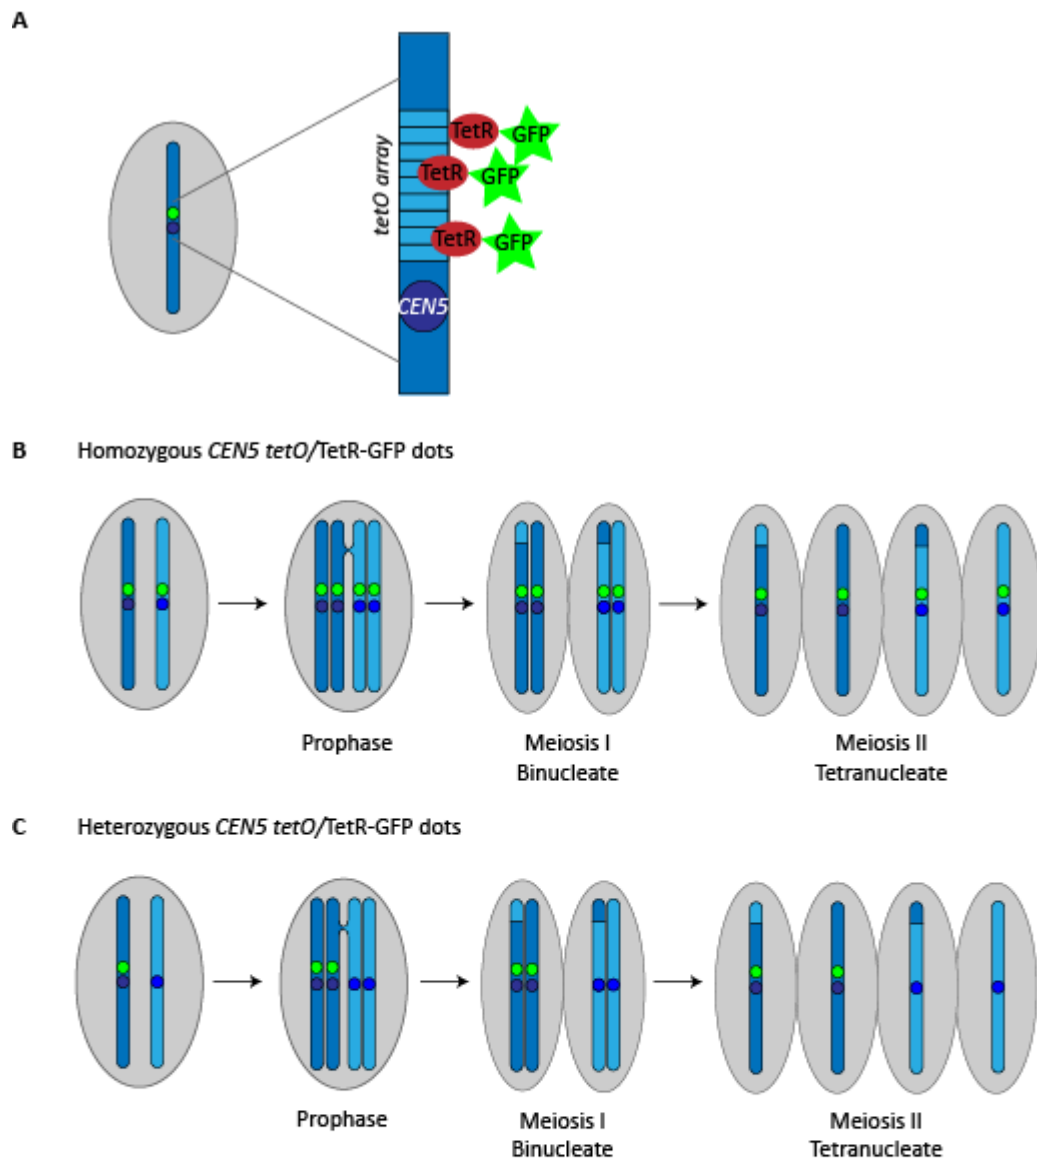 A
tetO array
TetR
GFP
TetR
GFP
TetR
GFP
CEN5
B Homozygous CEN5 tetO/TetR-GFP dots
Prophase
Meiosis I
Binucleate
Meiosis II
Tetranucleate
C Heterozygous CEN5 tetO/TetR-GFP dots
Prophase
Meiosis I
Binucleate
Meiosis II
Tetranucleate